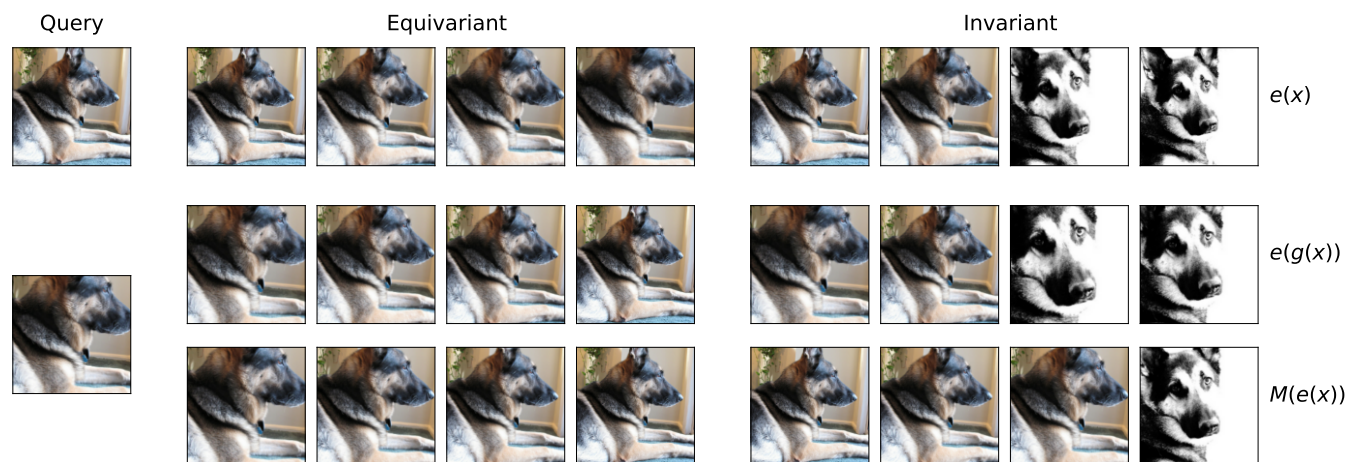 Query Equivariant Invariant
e(x)
e(g(x))
M(e(x))